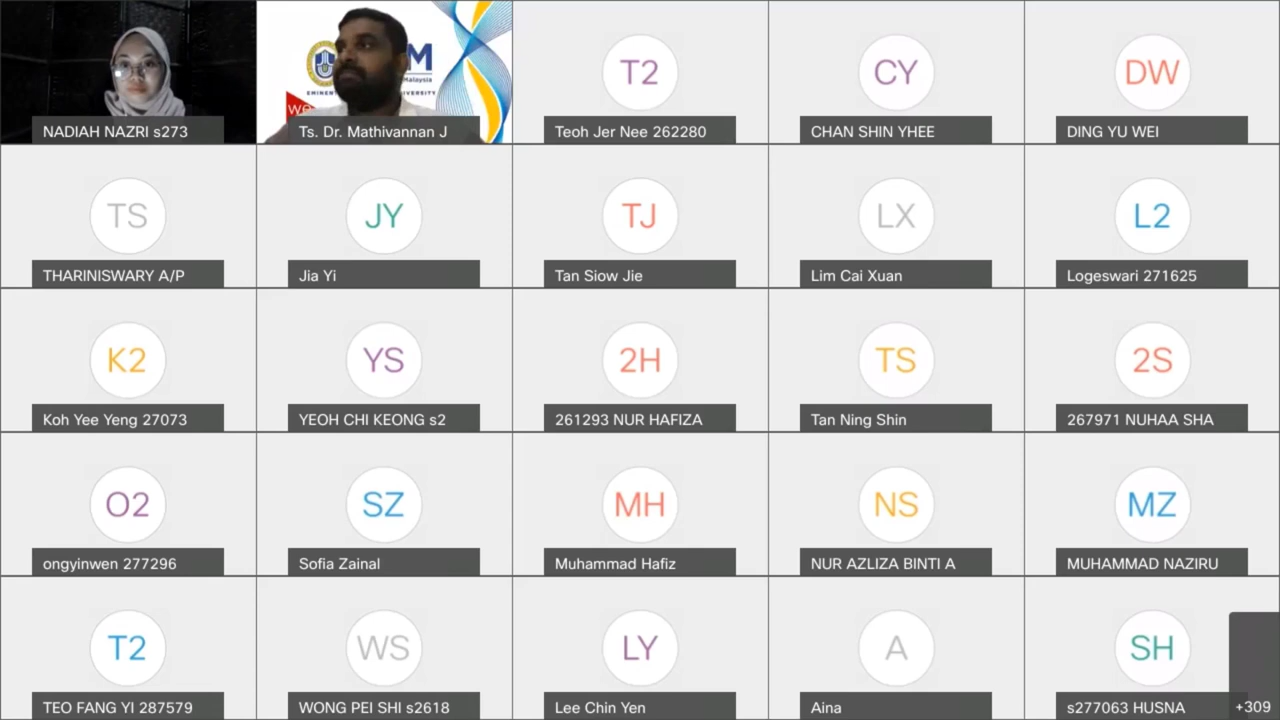 M
Malaysia
EMINEN
VERSITY
we
NADIAH NAZRI s273
Ts. Dr. Mathivannan J
T2
Teoh Jer Nee 262280
CY
CHAN SHIN YHEE
DW
DING YU WEI
TS
THARINISWARY A/P
JY
Jia Yi
TJ
Tan Siow Jie
LX
Lim Cai Xuan
L2
Logeswari 271625
K2
Koh Yee Yeng 27073
YS
YEOH CHI KEONG s2
2H
261293 NUR HAFIZA
TS
Tan Ning Shin
2S
267971 NUHAA SHA
O2
ongyinwen 277296
SZ
Sofia Zainal
MH
Muhammad Hafiz
NS
NUR AZLIZA BINTI A
MZ
MUHAMMAD NAZIRU
T2
TEO FANG YI 287579
WS
WONG PEI SHI s2618
LY
Lee Chin Yen
A
Aina
SH
s277063 HUSNA
+309